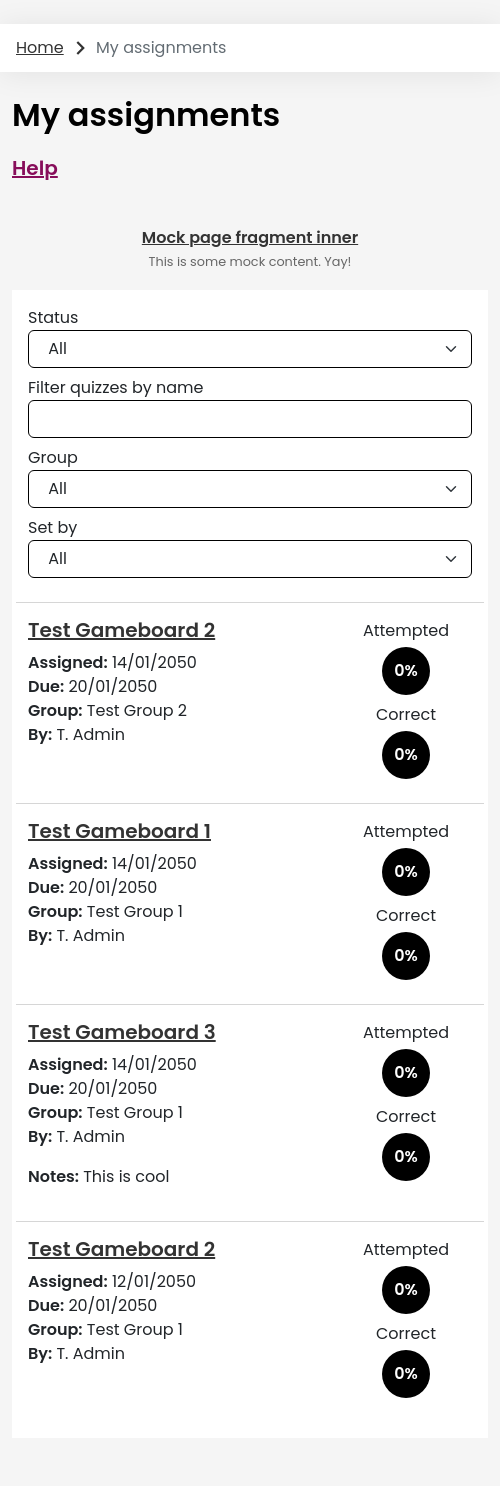 Home > My assignments
My assignments
Help
Mock page fragment inner
This is some mock content. Yay!
Status
All
Filter quizzes by name
Group
All
Set by
All
Test Gameboard 2
Assigned: 14/01/2050
Due: 20/01/2050
Group: Test Group 2
By: T. Admin
Attempted
0%
Correct
0%
Test Gameboard 1
Assigned: 14/01/2050
Due: 20/01/2050
Group: Test Group 1
By: T. Admin
Attempted
0%
Correct
0%
Test Gameboard 3
Assigned: 14/01/2050
Due: 20/01/2050
Group: Test Group 1
By: T. Admin
Notes: This is cool
Attempted
0%
Correct
0%
Test Gameboard 2
Assigned: 12/01/2050
Due: 20/01/2050
Group: Test Group 1
By: T. Admin
Attempted
0%
Correct
0%